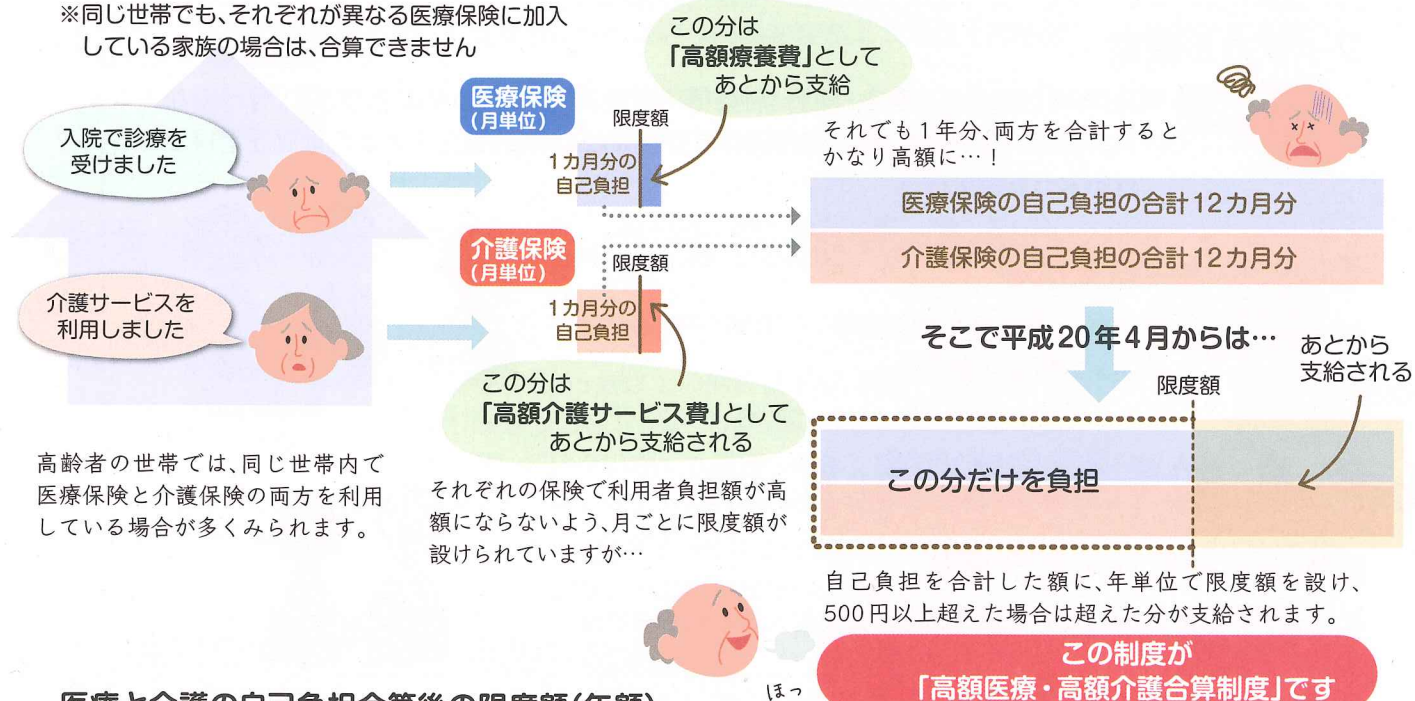 ※同じ世帯でも、それぞれが異なる医療保険に加入
している家族の場合は、合算できません
入院で診療を
受けました
介護サービスを
利用しました
高齢者の世帯では、同じ世帯内で
医療保険と介護保険の両方を利用
している場合が多くみられます。
医療保険
(月単位)
限度額
1カ月分の
自己負担
この分は
「高額療養費」として
あとから支給
介護保険
(月単位)
限度額
1カ月分の
自己負担
この分は
「高額介護サービス費」として
あとから支給される
それぞれの保険で利用者負担額が高
額にならないよう、月ごとに限度額が
設けられていますが…
それでも1年分、両方を合計すると
かなり高額に…!
医療保険の自己負担の合計12カ月分
介護保険の自己負担の合計12カ月分
そこで平成20年4月からは…
あとから
支給される
限度額
この分だけを負担
自己負担を合計した額に、年単位で限度額を設け、
500円以上超えた場合は超えた分が支給されます。
ほっ
この制度が
「高額医療・高額介護合算制度」です
医療と介護の自己負担合算後の限度額(年額)